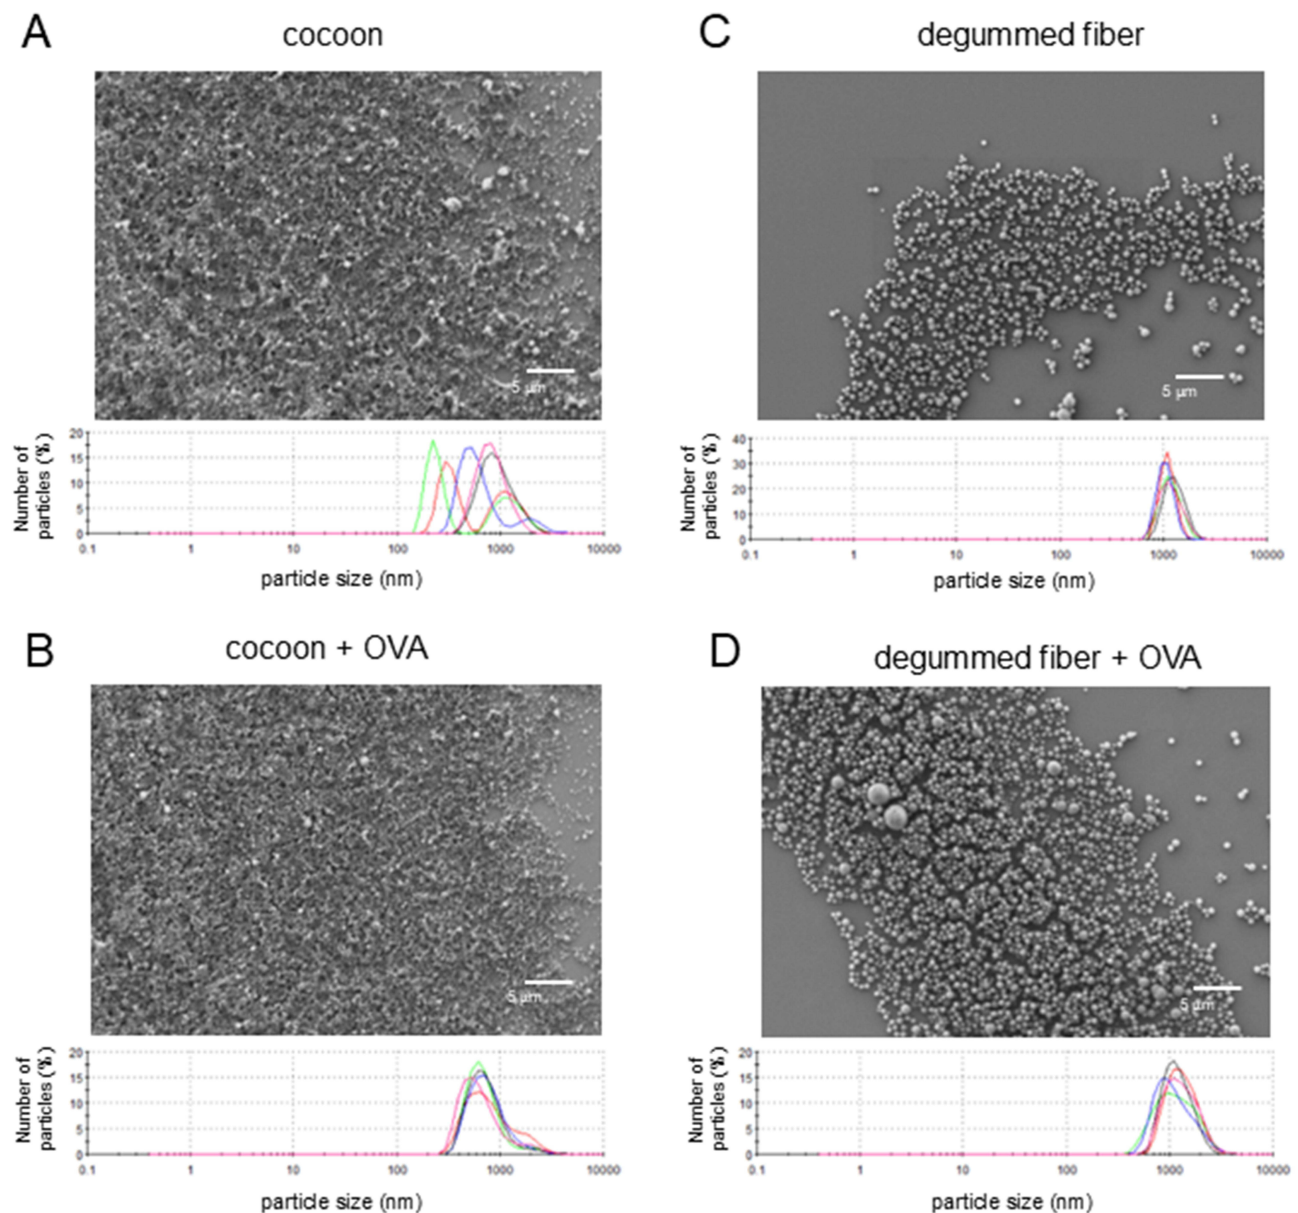 A
cocoon
5 µm
20
15
10
5
0
Number of
particles (%)
0.1 1 10 100 1000 10000
particle size (nm)
C
degummed fiber
5 µm
40
30
20
10
0
Number of
particles (%)
0.1 1 10 100 1000 10000
particle size (nm)
B
cocoon + OVA
5 µm
20
15
10
5
0
Number of
particles (%)
0.1 1 10 100 1000 10000
particle size (nm)
D
degummed fiber + OVA
5 µm
20
15
10
5
0
Number of
particles (%)
0.1 1 10 100 1000 10000
particle size (nm)